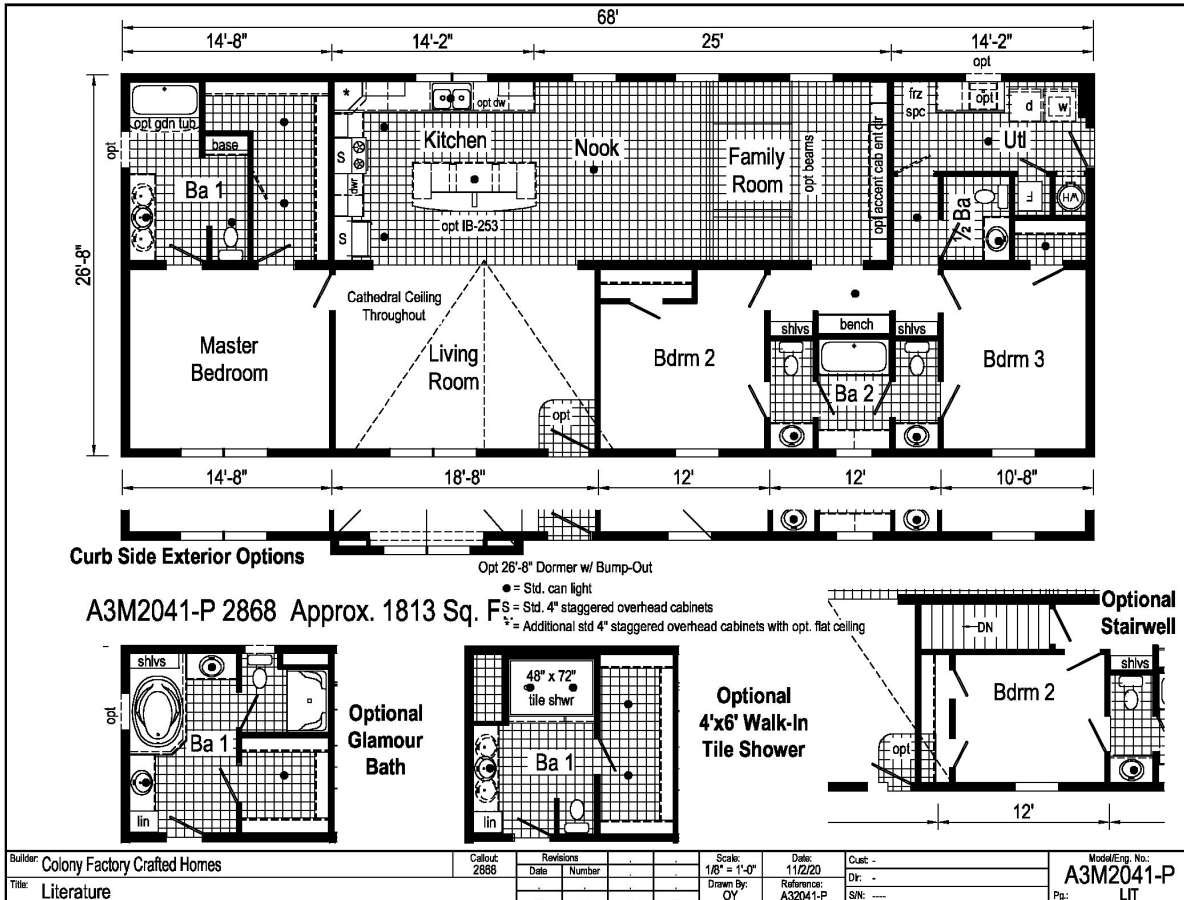 68'
14'-8" 14'-2" 25' 14'-2"
opt
26'-8"
opt gdn tub
base
opt
Ba 1
*
opt dw
Kitchen
S
dwr
S
opt IB-253
Nook
Family
Room
opt beams
opt accent cab ent clr
frz
spc
opt
d
w
Utl
½ Ba
F
WH
Master
Bedroom
Cathedral Ceiling
Throughout
Living
Room
opt
Bdrm 2
shlvs
bench
shlvs
Ba 2
Bdrm 3
14'-8" 18'-8" 12' 12' 10'-8"
Curb Side Exterior Options
Opt 26'-8" Dormer w/ Bump-Out
● = Std. can light
A3M2041-P 2868 Approx. 1813 Sq. F
S = Std. 4" staggered overhead cabinets
* = Additional std 4" staggered overhead cabinets with opt. flat ceiling
shlvs
opt
Ba 1
lin
Optional
Glamour
Bath
48" x 72"
tile shwr
Ba 1
lin
Optional
4'x6' Walk-In
Tile Shower
DN
Optional
Stairwell
Bdrm 2
shlvs
opt
12'
Builder: Colony Factory Crafted Homes
Title: Literature
Callout:
2868
Revisions
Date Number
Scale:
1/8" = 1'-0"
Drawn By:
OY
Date:
11/2/20
Reference:
A32041-P
Cust: -
Dlr: -
S/N: ----
Model/Eng. No.:
A3M2041-P
Pg.: LIT